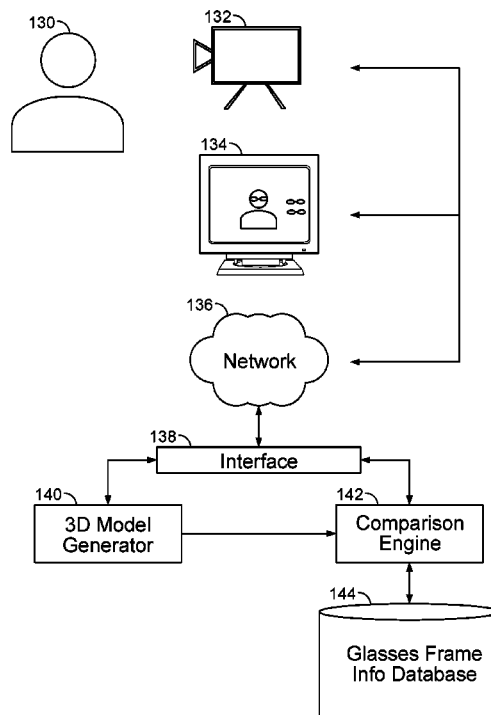 130
132
134
136
Network
138
Interface
140
3D Model
Generator
142
Comparison
Engine
144
Glasses Frame
Info Database